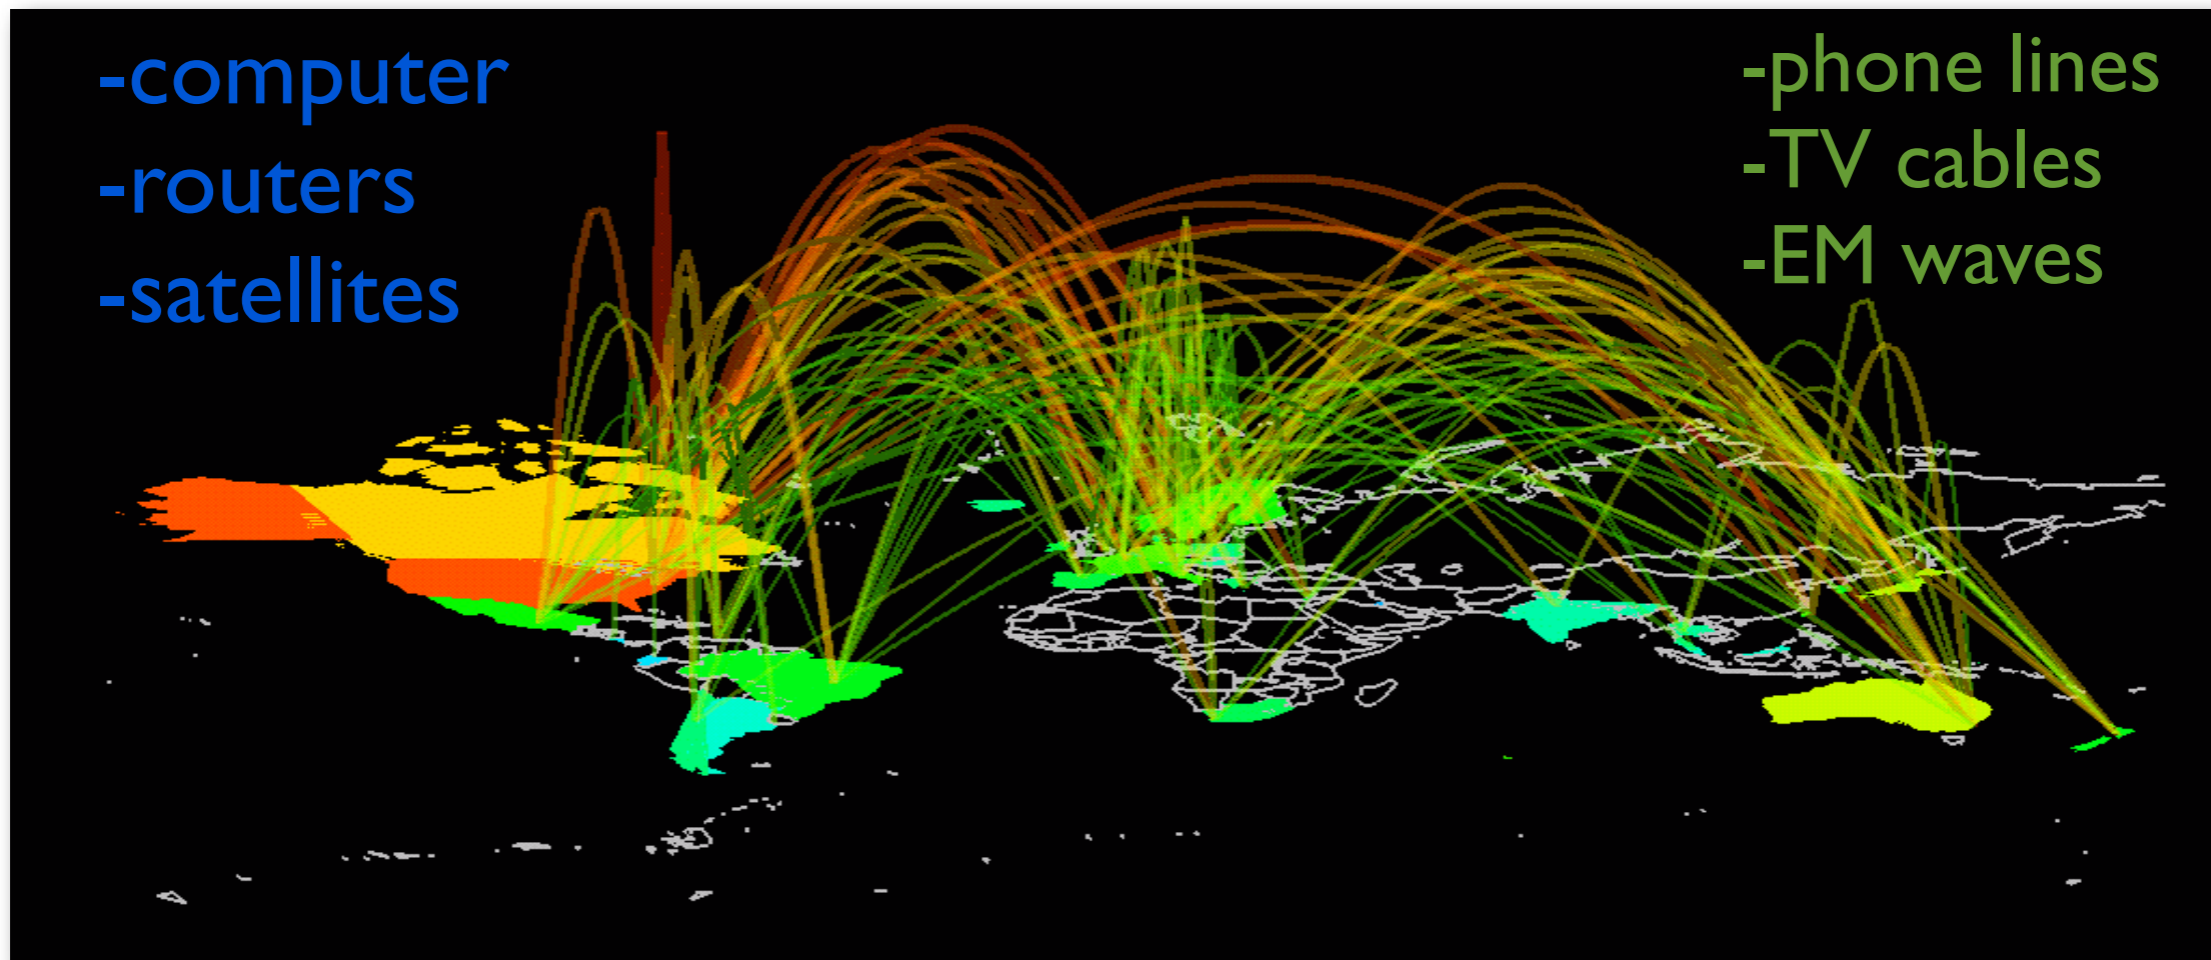 -computer
-routers
-satellites
-phone lines
-TV cables
-EM waves